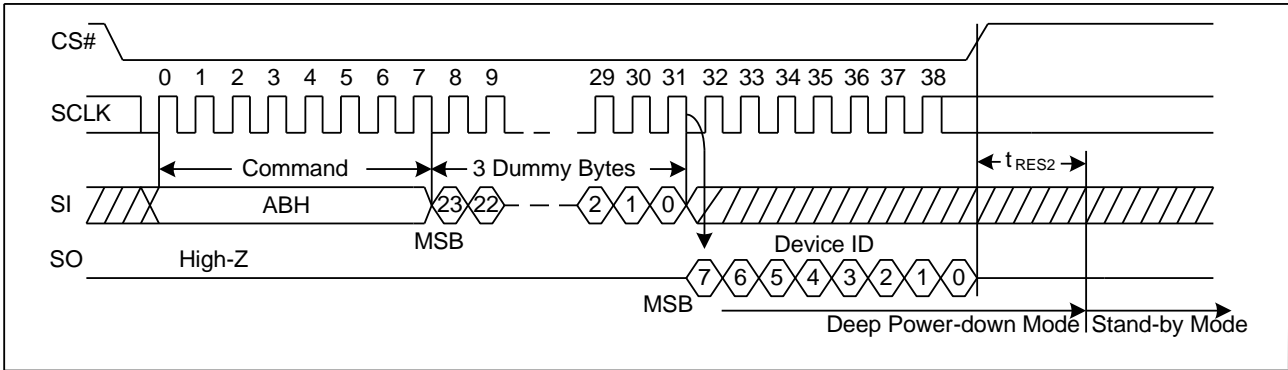 CS#
0 1 2 3 4 5 6 7 8 9 29 30 31 32 33 34 35 36 37 38
SCLK
Command 3 Dummy Bytes tRES2
SI ABH 23 22 2 1 0
MSB Device ID
SO High-Z
7 6 5 4 3 2 1 0
MSB
Deep Power-down Mode Stand-by Mode